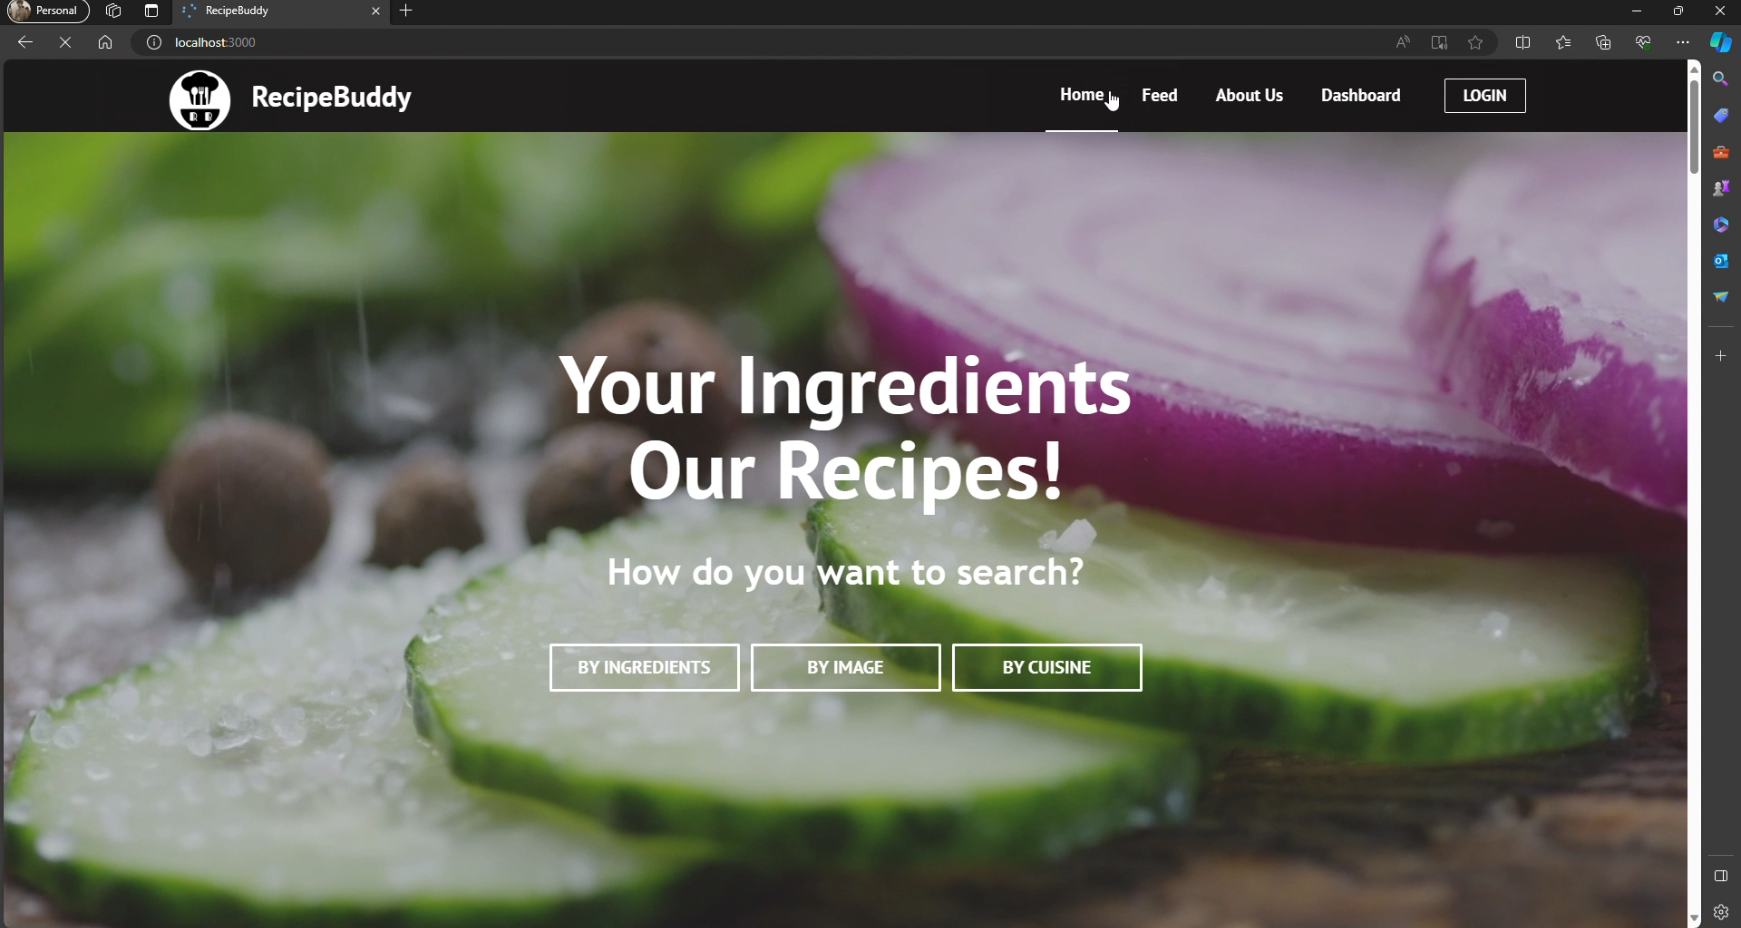 Personal
RecipeBuddy
localhost:3000
RecipeBuddy
Home
Feed
About Us
Dashboard
LOGIN
Your Ingredients
Our Recipes!
How do you want to search?
BY INGREDIENTS
BY IMAGE
BY CUISINE